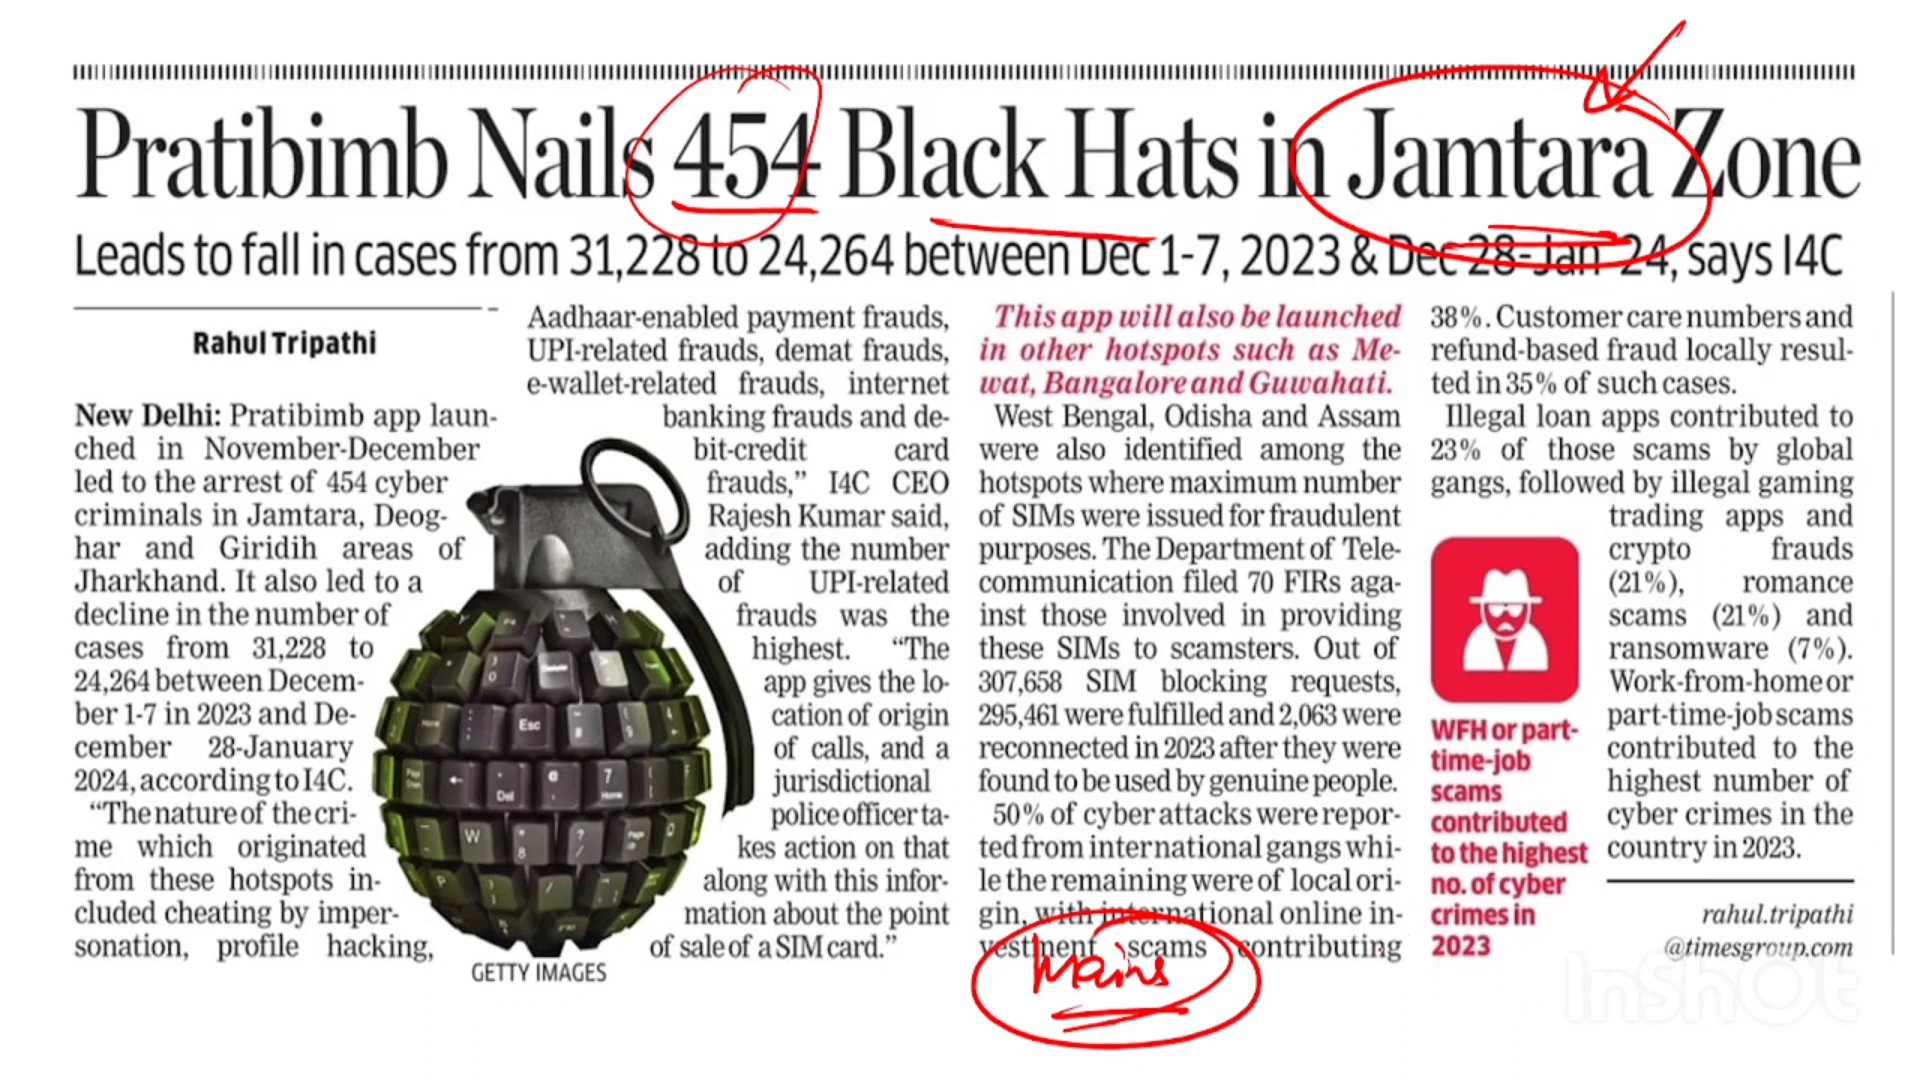 Pratibimb Nails 454 Black Hats in Jamtara Zone
Leads to fall in cases from 31,228 to 24,264 between Dec 1-7, 2023 & Dec 28-Jan 24, says I4C
Rahul Tripathi
New Delhi: Pratibimb app laun-
ched in November-December
led to the arrest of 454 cyber
criminals in Jamtara, Deog-
har and Giridih areas of
Jharkhand. It also led to a
decline in the number of
cases from 31,228 to
24,264 between Decem-
ber 1-7 in 2023 and De-
cember 28-January
2024, according to I4C.
“The nature of the cri-
me which originated
from these hotspots in-
cluded cheating by imper-
sonation, profile hacking,
Aadhaar-enabled payment frauds,
UPI-related frauds, demat frauds,
e-wallet-related frauds, internet
banking frauds and de-
bit-credit card
frauds,” I4C CEO
Rajesh Kumar said,
adding the number
of UPI-related
frauds was the
highest. “The
app gives the lo-
cation of origin
of calls, and a
jurisdictional
police officer ta-
kes action on that
along with this infor-
mation about the point
of sale of a SIM card.”
Esc
Del
7
Home
W
8
?
/
P
GETTY IMAGES
This app will also be launched
in other hotspots such as Me-
wat, Bangalore and Guwahati.
West Bengal, Odisha and Assam
were also identified among the
hotspots where maximum number
of SIMs were issued for fraudulent
purposes. The Department of Tele-
communication filed 70 FIRs aga-
inst those involved in providing
these SIMs to scamsters. Out of
307,658 SIM blocking requests,
295,461 were fulfilled and 2,063 were
reconnected in 2023 after they were
found to be used by genuine people.
50% of cyber attacks were repor-
ted from international gangs whi-
le the remaining were of local ori-
gin, with international online in-
vestment scams contributing
Mains
38%. Customer care numbers and
refund-based fraud locally resul-
ted in 35% of such cases.
Illegal loan apps contributed to
23% of those scams by global
gangs, followed by illegal gaming
trading apps and
crypto frauds
(21%), romance
scams (21%) and
ransomware (7%).
Work-from-home or
part-time-job scams
contributed to the
highest number of
cyber crimes in the
country in 2023.
WFH or part-
time-job
scams
contributed
to the highest
no. of cyber
crimes in
2023
rahul.tripathi
@timesgroup.com
InShOt